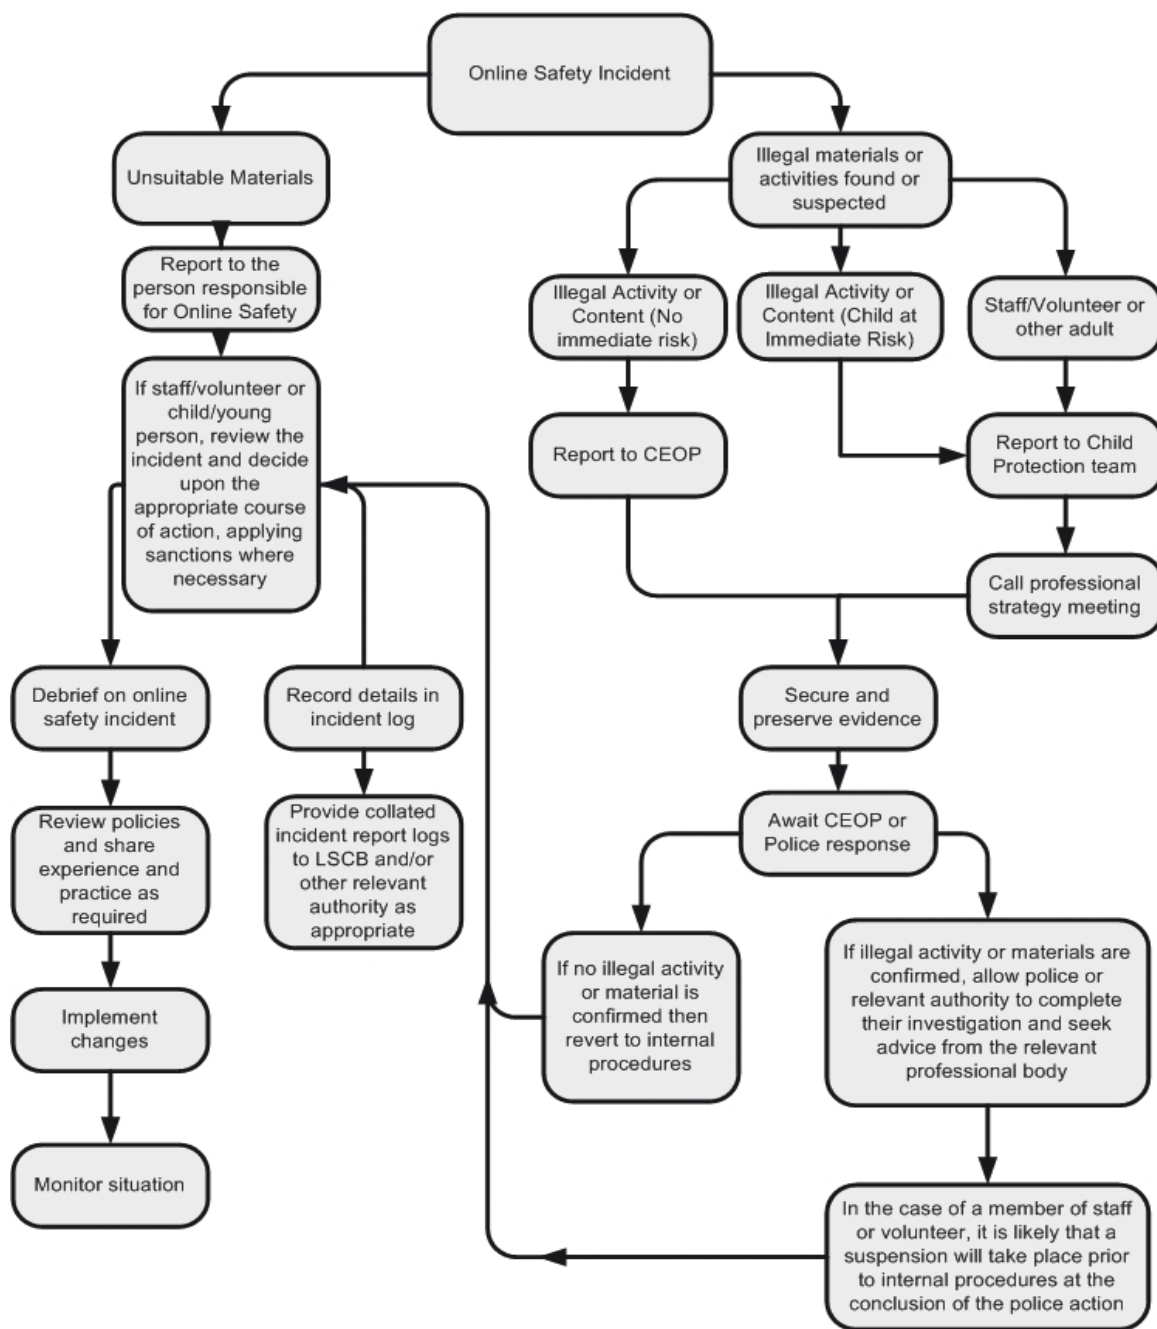 Online Safety Incident
Unsuitable Materials
Illegal materials or
activities found or
suspected
Report to the
person responsible
for Online Safety
Illegal Activity or
Content (No
immediate risk)
Illegal Activity or
Content (Child at
Immediate Risk)
Staff/Volunteer or
other adult
If staff/volunteer or
child/young
person, review the
incident and decide
upon the
appropriate course
of action, applying
sanctions where
necessary
Report to CEOP
Report to Child
Protection team
Call professional
strategy meeting
Debrief on online
safety incident
Record details in
incident log
Secure and
preserve evidence
Review policies
and share
experience and
practice as
required
Provide collated
incident report logs
to LSCB and/or
other relevant
authority as
appropriate
Await CEOP or
Police response
If no illegal activity
or material is
confirmed then
revert to internal
procedures
If illegal activity or materials are
confirmed, allow police or
relevant authority to complete
their investigation and seek
advice from the relevant
professional body
Implement
changes
Monitor situation
In the case of a member of staff
or volunteer, it is likely that a
suspension will take place prior
to internal procedures at the
conclusion of the police action